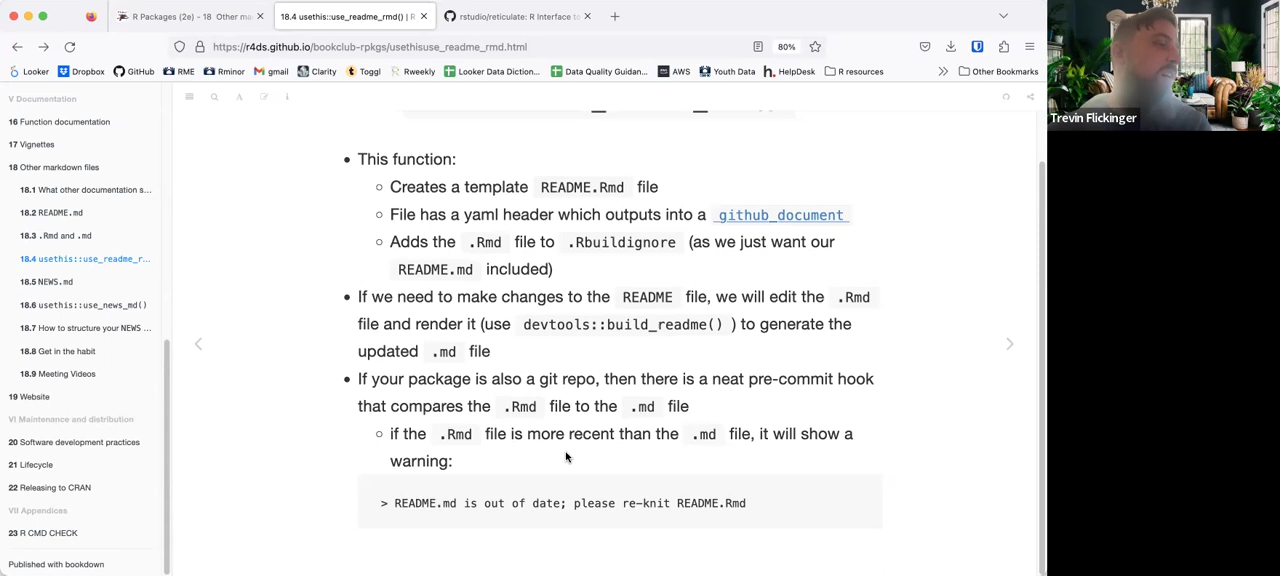 R Packages (2e) - 18 Other ma
18.4 usethis::use_readme_rmd() | R
rstudio/reticulate: R Interface to
https://r4ds.github.io/bookclub-rpkgs/usethisuse_readme_rmd.html
80%
Looker
Dropbox
GitHub
RME
Rminor
gmail
Clarity
Toggl
Rweekly
Looker Data Diction...
Data Quality Guidan...
AWS
Youth Data
HelpDesk
R resources
Other Bookmarks
V Documentation
16 Function documentation
17 Vignettes
18 Other markdown files
18.1 What other documentation s...
18.2 README.md
18.3 .Rmd and .md
18.4 usethis::use_readme_r...
18.5 NEWS.md
18.6 usethis::use_news_md()
18.7 How to structure your NEWS ...
18.8 Get in the habit
18.9 Meeting Videos
19 Website
VI Maintenance and distribution
20 Software development practices
21 Lifecycle
22 Releasing to CRAN
VII Appendices
23 R CMD CHECK
Published with bookdown
This function:
Creates a template README.Rmd file
File has a yaml header which outputs into a github_document
Adds the .Rmd file to .Rbuildignore (as we just want our
README.md included)
If we need to make changes to the README file, we will edit the .Rmd
file and render it (use devtools::build_readme() ) to generate the
updated .md file
If your package is also a git repo, then there is a neat pre-commit hook
that compares the .Rmd file to the .md file
if the .Rmd file is more recent than the .md file, it will show a
warning:
> README.md is out of date; please re-knit README.Rmd
Trevin Flickinger